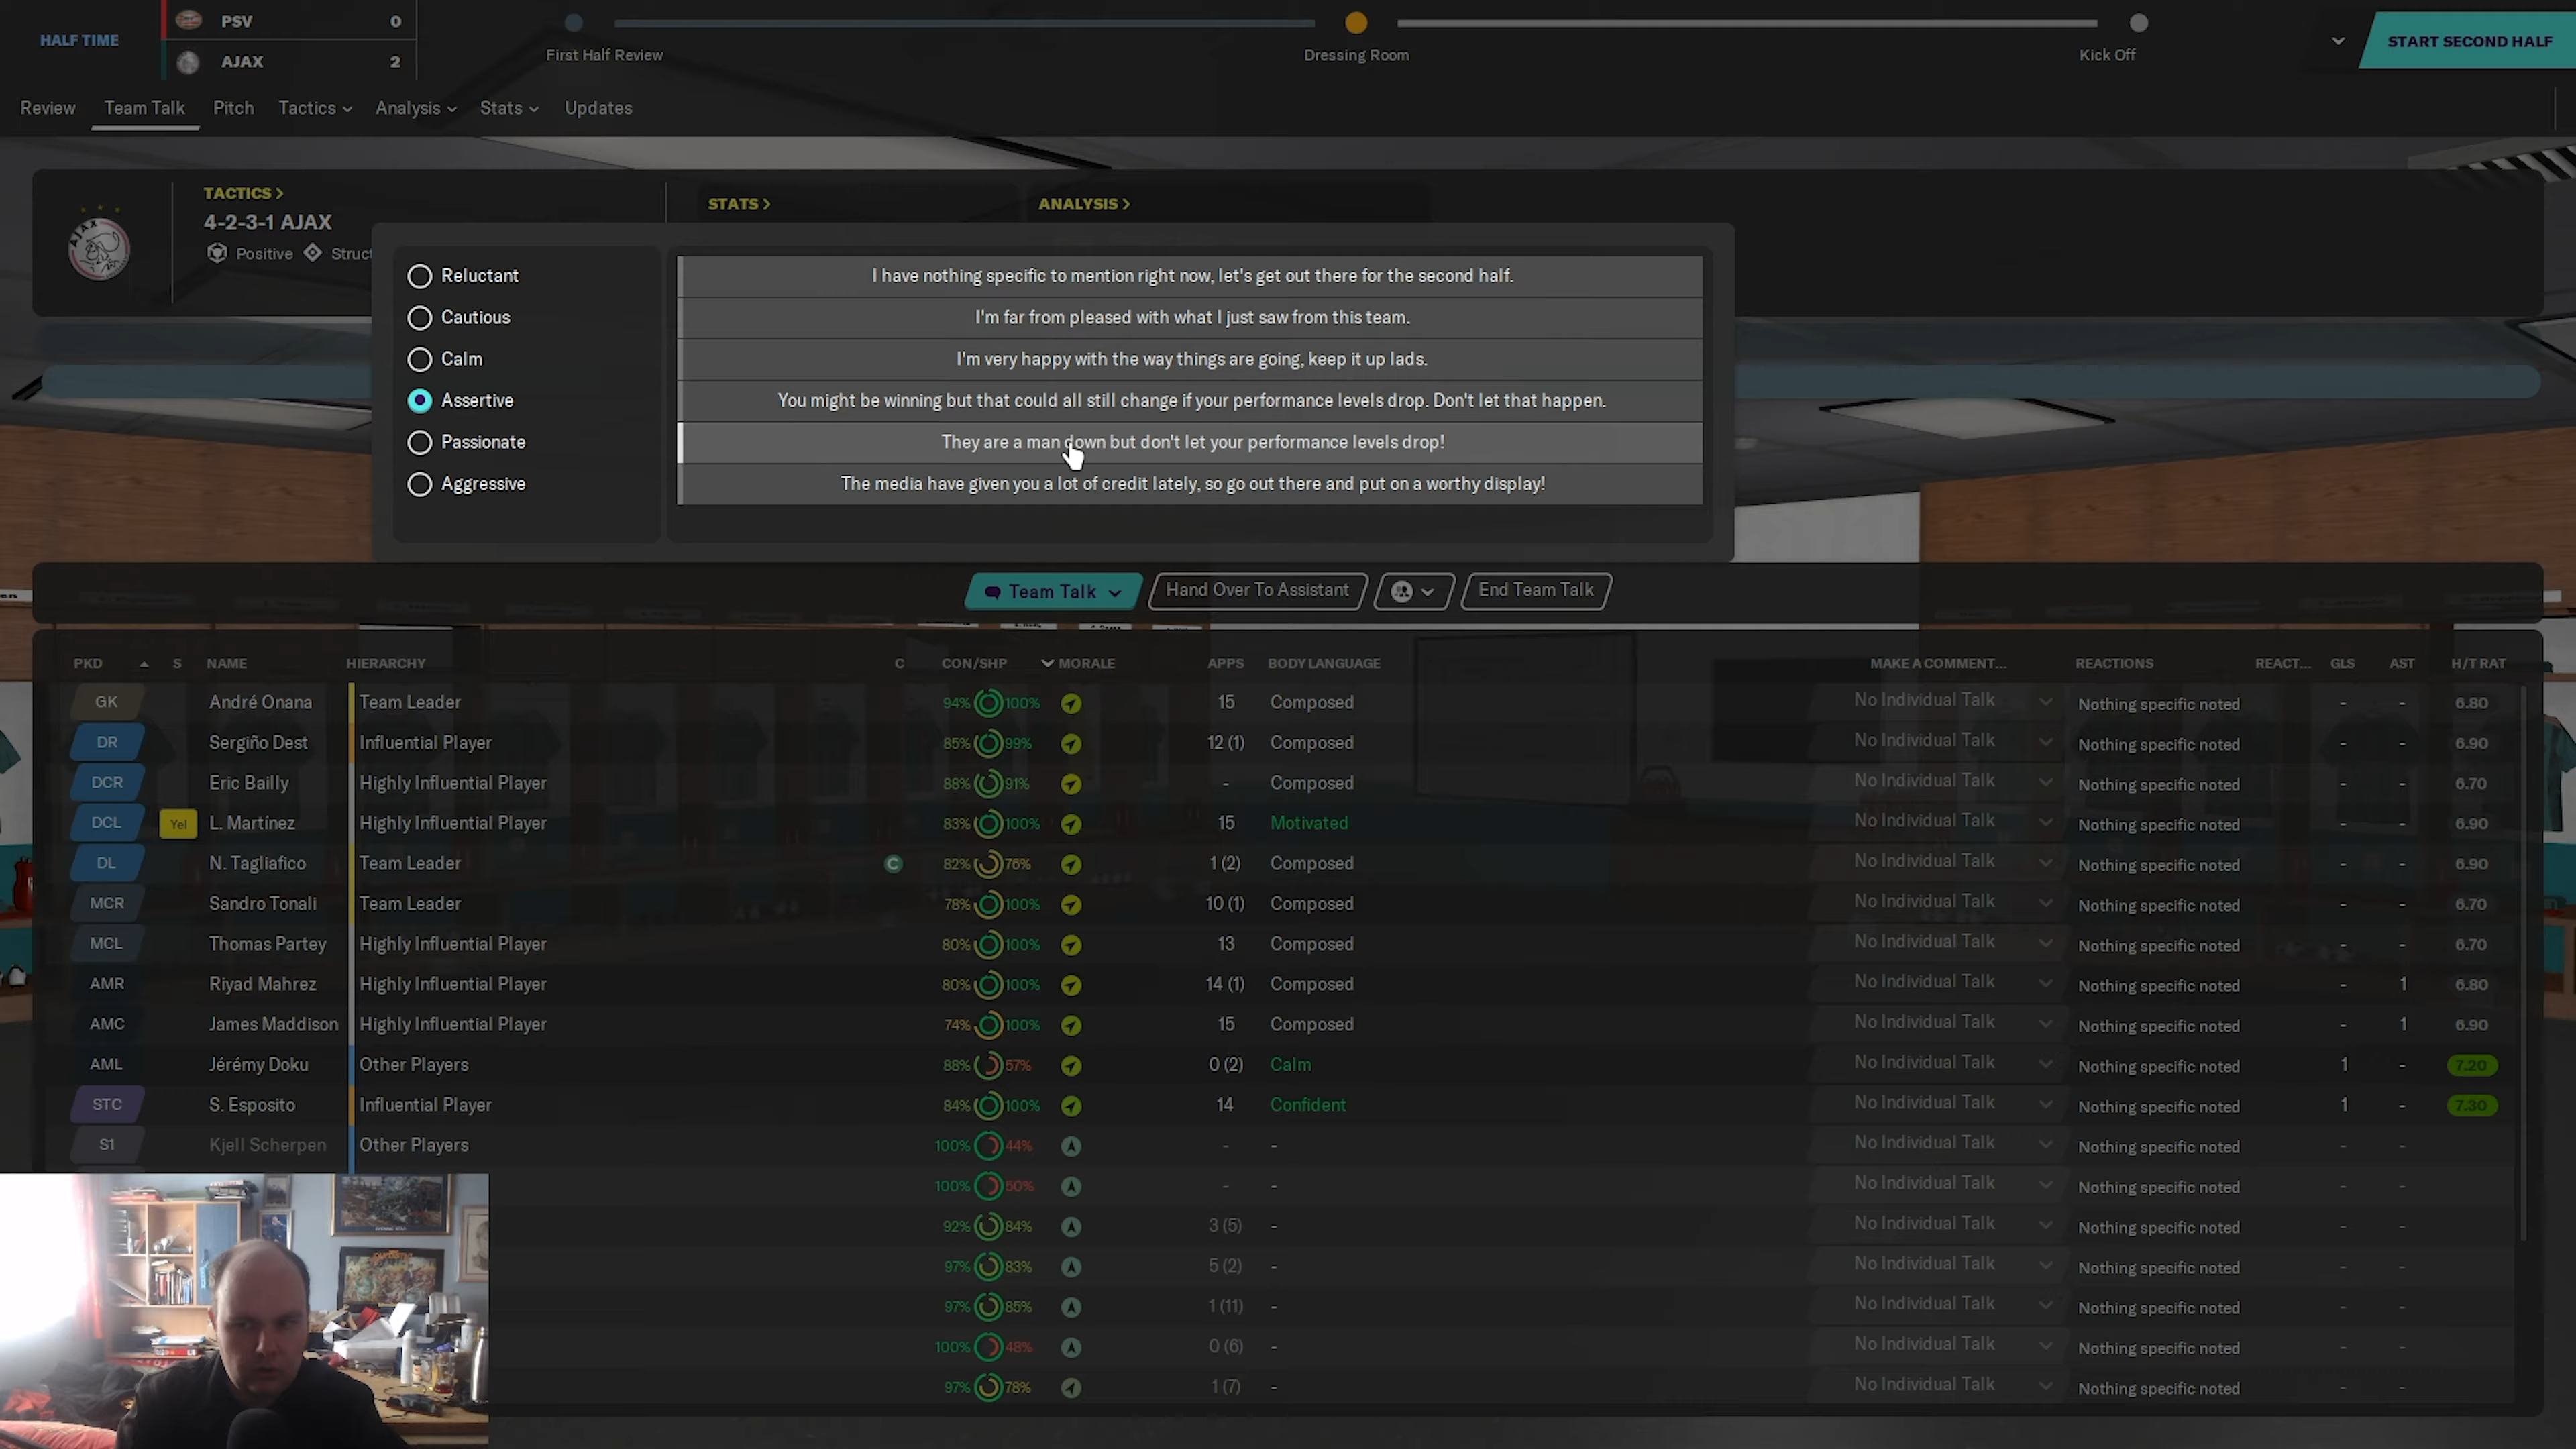 HALF TIME
PSV 0
AJAX 2
First Half Review
Dressing Room
Kick Off
START SECOND HALF
Review Team Talk Pitch Tactics Analysis Stats Updates
TACTICS >
4-2-3-1 AJAX
Positive Struct
STATS >
ANALYSIS >
AJAX
Reluctant
Cautious
Calm
Assertive
Passionate
Aggressive
I have nothing specific to mention right now, let's get out there for the second half.
I'm far from pleased with what I just saw from this team.
I'm very happy with the way things are going, keep it up lads.
You might be winning but that could all still change if your performance levels drop. Don't let that happen.
They are a man down but don't let your performance levels drop!
The media have given you a lot of credit lately, so go out there and put on a worthy display!
Team Talk Hand Over To Assistant End Team Talk
PKD S NAME HIERARCHY C CON/SHP MORALE APPS BODY LANGUAGE MAKE A COMMENT... REACTIONS REACT... GLS AST H/T RAT
GK André Onana Team Leader 94% 100% 15 Composed No Individual Talk Nothing specific noted - - 6.80
DR Sergiño Dest Influential Player 85% 99% 12 (1) Composed No Individual Talk Nothing specific noted - - 6.90
DCR Eric Bailly Highly Influential Player 88% 91% - Composed No Individual Talk Nothing specific noted - - 6.70
DCL Yel L. Martínez Highly Influential Player 83% 100% 15 Motivated No Individual Talk Nothing specific noted - - 6.90
DL N. Tagliafico Team Leader C 82% 76% 1 (2) Composed No Individual Talk Nothing specific noted - - 6.90
MCR Sandro Tonali Team Leader 78% 100% 10 (1) Composed No Individual Talk Nothing specific noted - - 6.70
MCL Thomas Partey Highly Influential Player 80% 100% 13 Composed No Individual Talk Nothing specific noted - - 6.70
AMR Riyad Mahrez Highly Influential Player 80% 100% 14 (1) Composed No Individual Talk Nothing specific noted - 1 6.80
AMC James Maddison Highly Influential Player 74% 100% 15 Composed No Individual Talk Nothing specific noted - 1 6.90
AML Jérémy Doku Other Players 88% 57% 0 (2) Calm No Individual Talk Nothing specific noted 1 - 7.20
STC S. Esposito Influential Player 84% 100% 14 Confident No Individual Talk Nothing specific noted 1 - 7.30
S1 Kjell Scherpen Other Players 100% 44% - - No Individual Talk Nothing specific noted - -
100% 50% - - No Individual Talk Nothing specific noted - -
92% 84% 3 (5) - No Individual Talk Nothing specific noted - -
97% 83% 5 (2) - No Individual Talk Nothing specific noted - -
97% 85% 1 (11) - No Individual Talk Nothing specific noted - -
100% 48% 0 (6) - No Individual Talk Nothing specific noted - -
97% 78% 1 (7) - No Individual Talk Nothing specific noted - -